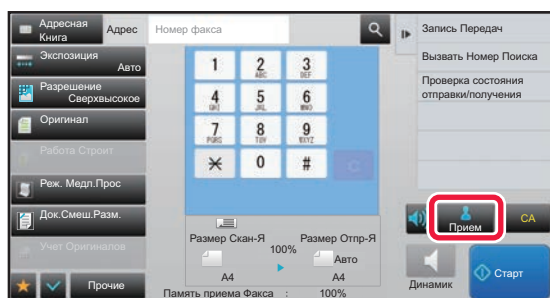 Адресная
Книга
Адрес
Номер факса
Запись Передач
Экспозиция
Авто
Вызвать Номер Поиска
Разрешение
Сверхвысокое
Проверка состояния
отправки/получения
Оригинал
Работа Строит
Реж. Медл.Прос
Док.Смеш.Разм.
Учет Оригиналов
Прочие
1
2 ABC
3 DEF
4 GHI
5 JKL
6 MNO
7 PQRS
8 TUV
9 WXYZ
0
#
C
Размер Скан-Я
100%
Размер Отпр-Я
Авто
A4
A4
Память приема Факса : 100%
Прием
CA
Динамик
Старт